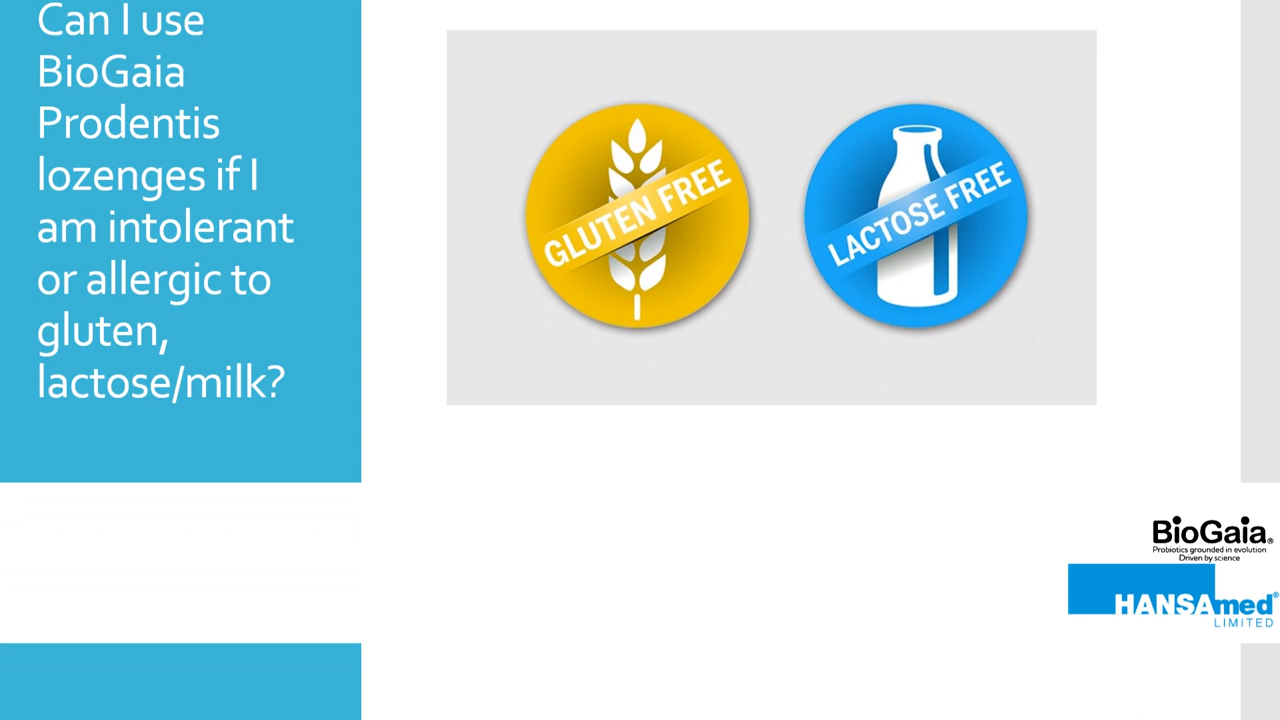 Can I use
BioGaia
Prodentis
lozenges if I
am intolerant
or allergic to
gluten,
lactose/milk?
GLUTEN FREE
LACTOSE FREE
BioGaia®
Probiotics grounded in evolution
Driven by science
HANSAmed®
LIMITED